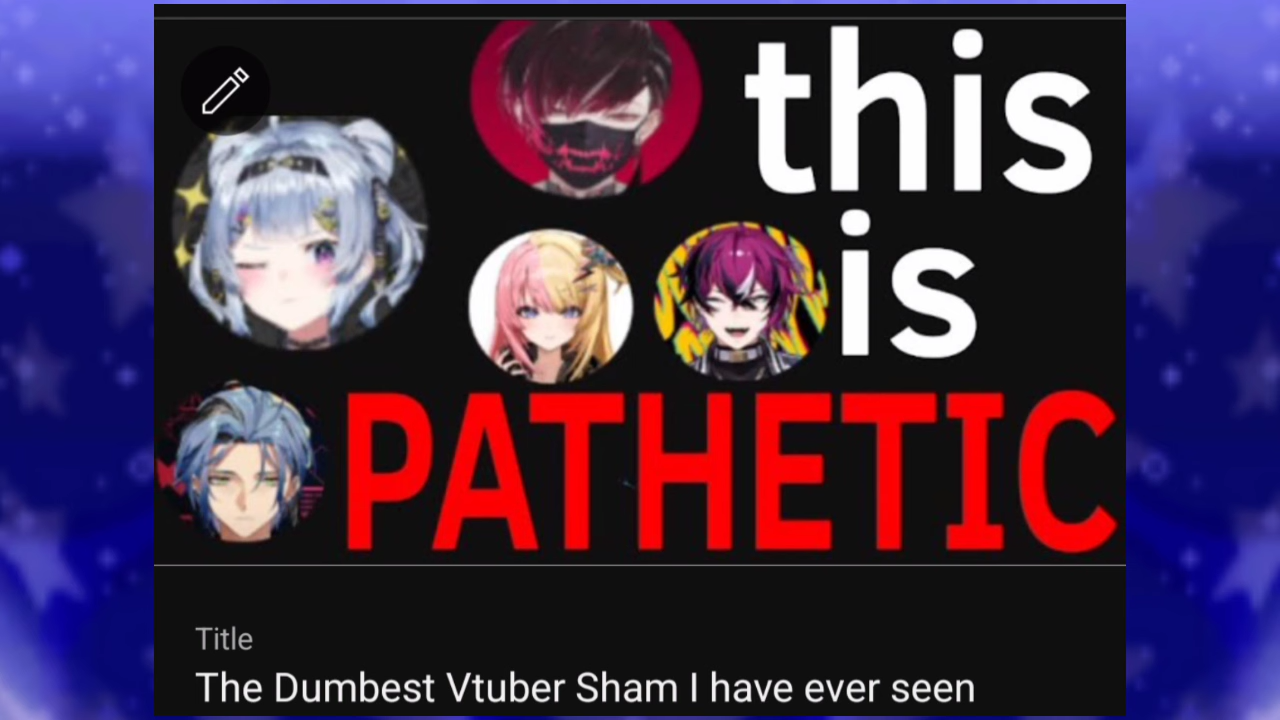 this
is
PATHETIC
Title
The Dumbest Vtuber Sham I have ever seen